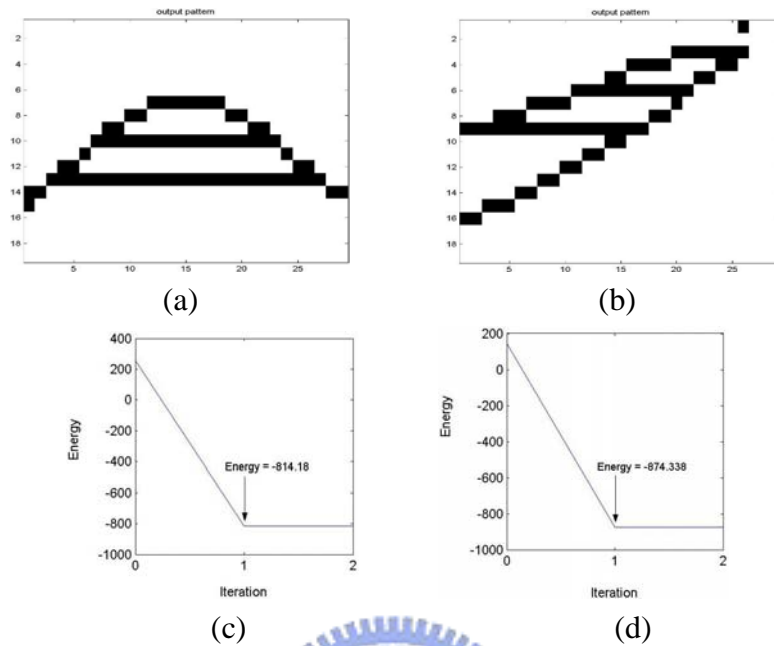 output pattern
2
4
6
8
10
12
14
16
18
5 10 15 20 25
(a)
output pattern
2
4
6
8
10
12
14
16
18
5 10 15 20 25
(b)
400
200
0
-200
-400
-600
-800
-1000
Energy
Energy = -814.18
0 1 2
Iteration
(c)
200
0
-200
-400
-600
-800
-1000
Energy
Energy = -874.338
0 1 2
Iteration
(d)